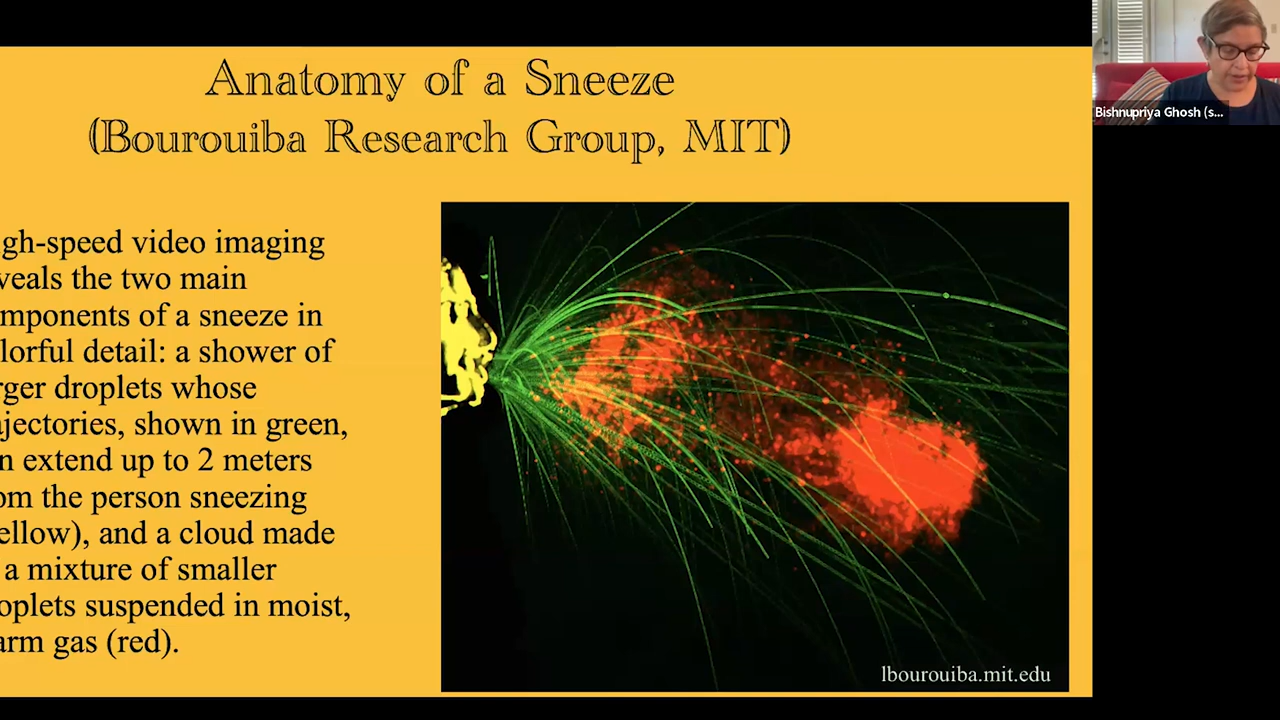 Anatomy of a Sneeze
(Bourouiba Research Group, MIT)
gh-speed video imaging
veals the two main
mponents of a sneeze in
lorful detail: a shower of
rger droplets whose
jectories, shown in green,
n extend up to 2 meters
om the person sneezing
ellow), and a cloud made
a mixture of smaller
oplets suspended in moist,
arm gas (red).
lbourouiba.mit.edu
Bishnupriya Ghosh (s...